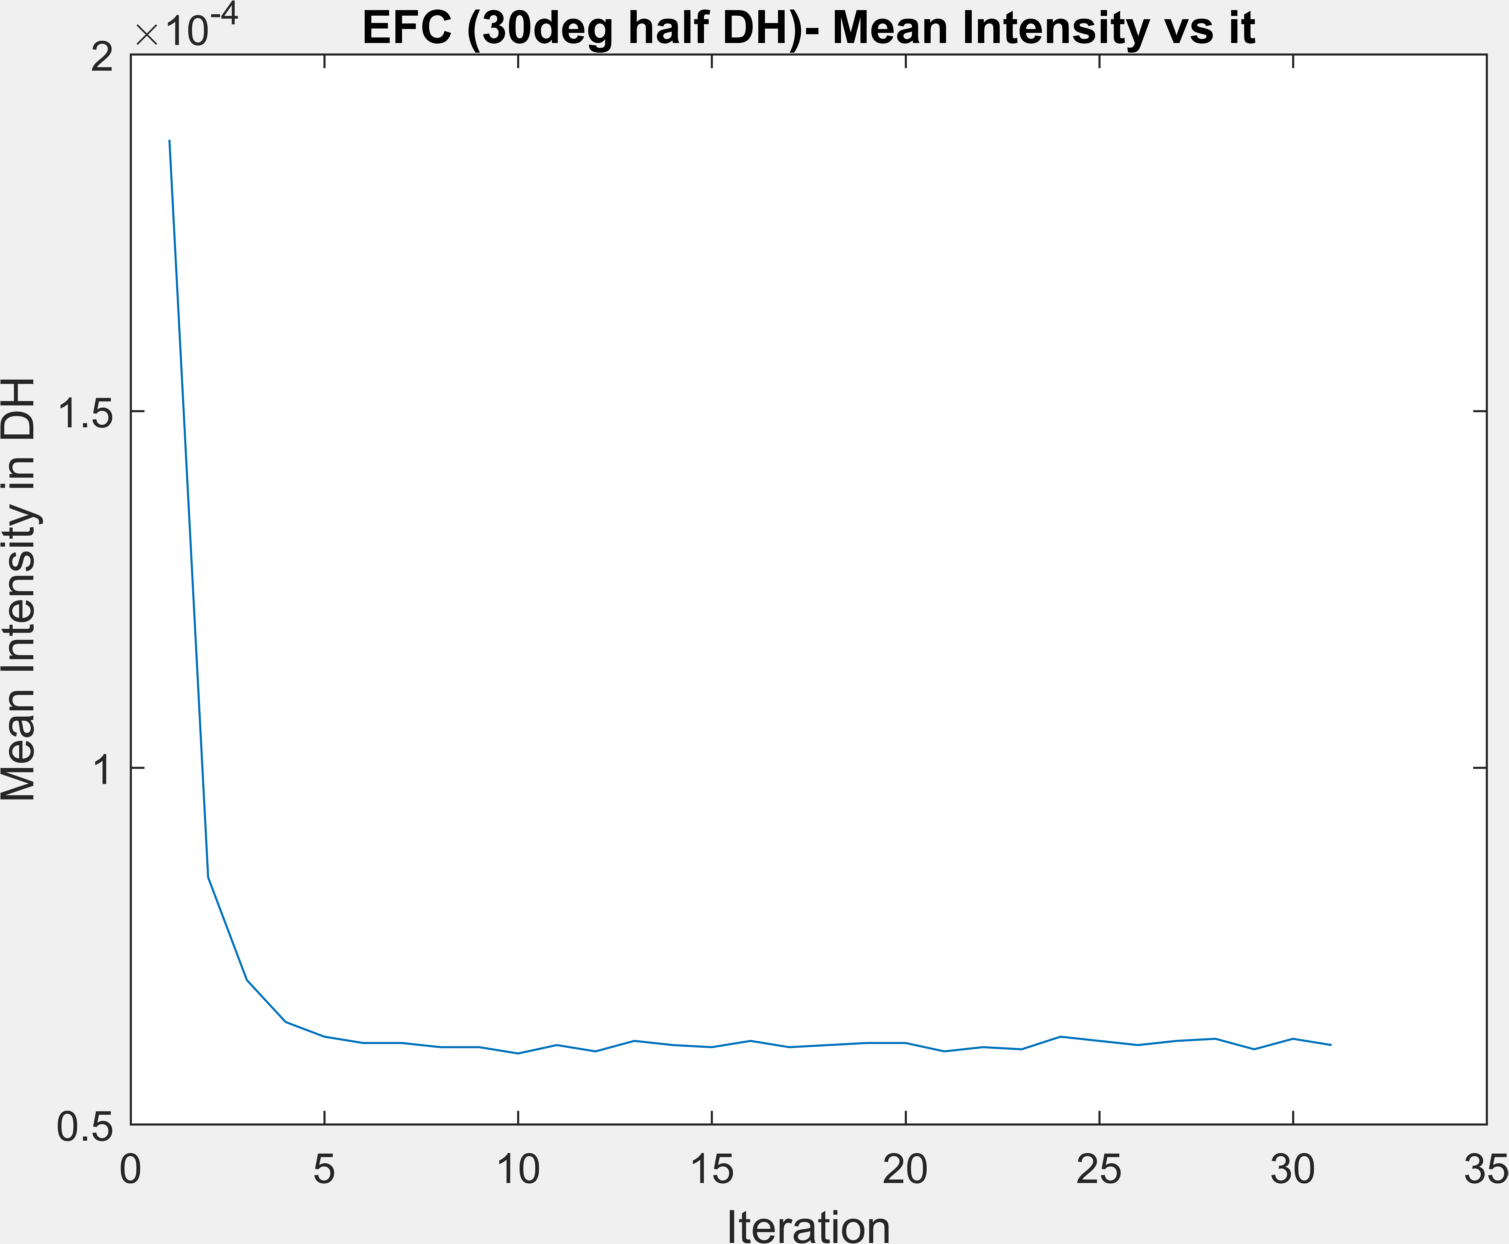 ×10-4
EFC (30deg half DH)- Mean Intensity vs it
2
1.5
1
0.5
Mean Intensity in DH
0 5 10 15 20 25 30 35
Iteration